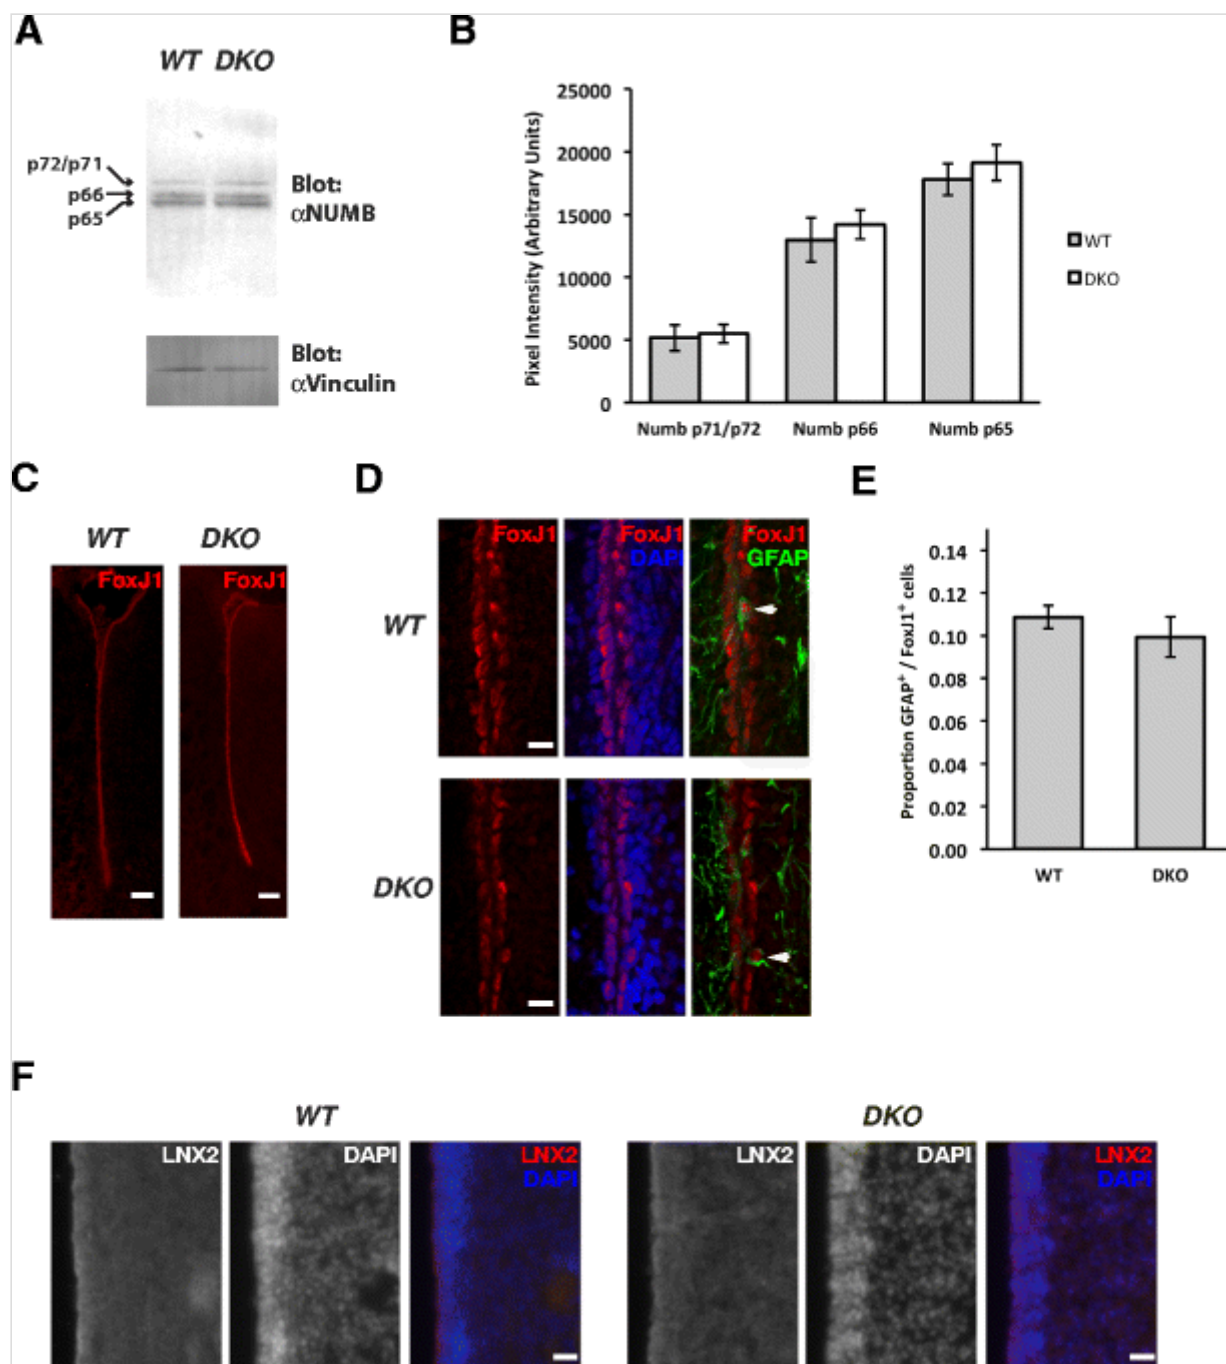 A
WT DKO
p72/p71
p66
p65
Blot:
αNUMB
Blot:
αVinculin
B
Pixel Intensity (Arbitrary Units)
25000
20000
15000
10000
5000
0
Numb p71/p72 Numb p66 Numb p65
WT
DKO
C
WT DKO
FoxJ1 FoxJ1
D
WT
FoxJ1
FoxJ1
DAPI
FoxJ1
GFAP
DKO
E
Proportion GFAP⁺ / FoxJ1⁺ cells
0.14
0.12
0.10
0.08
0.06
0.04
0.02
0.00
WT DKO
F
WT
LNX2
DAPI
LNX2
DAPI
DKO
LNX2
DAPI
LNX2
DAPI